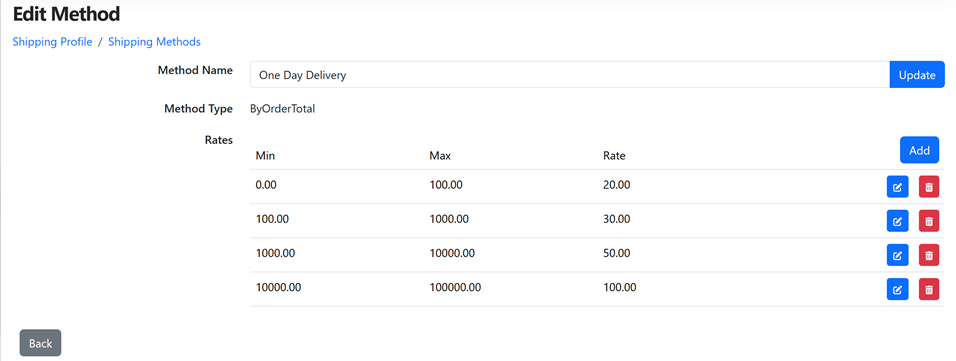 Edit Method
Shipping Profile / Shipping Methods
Method Name One Day Delivery Update
Method Type ByOrderTotal
Rates
Min Max Rate Add
0.00 100.00 20.00
100.00 1000.00 30.00
1000.00 10000.00 50.00
10000.00 100000.00 100.00
Back